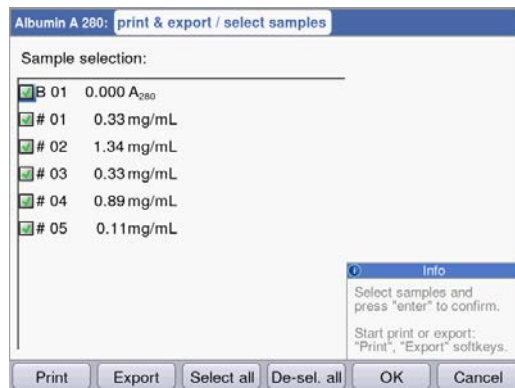 Albumin A 280: print & export / select samples
Sample selection:
B 01 0.000 A280
# 01 0.33 mg/mL
# 02 1.34 mg/mL
# 03 0.33 mg/mL
# 04 0.89 mg/mL
# 05 0.11mg/mL
Info
Select samples and
press "enter" to confirm.
Start print or export:
"Print", "Export" softkeys.
Print Export Select all De-sel. all OK Cancel